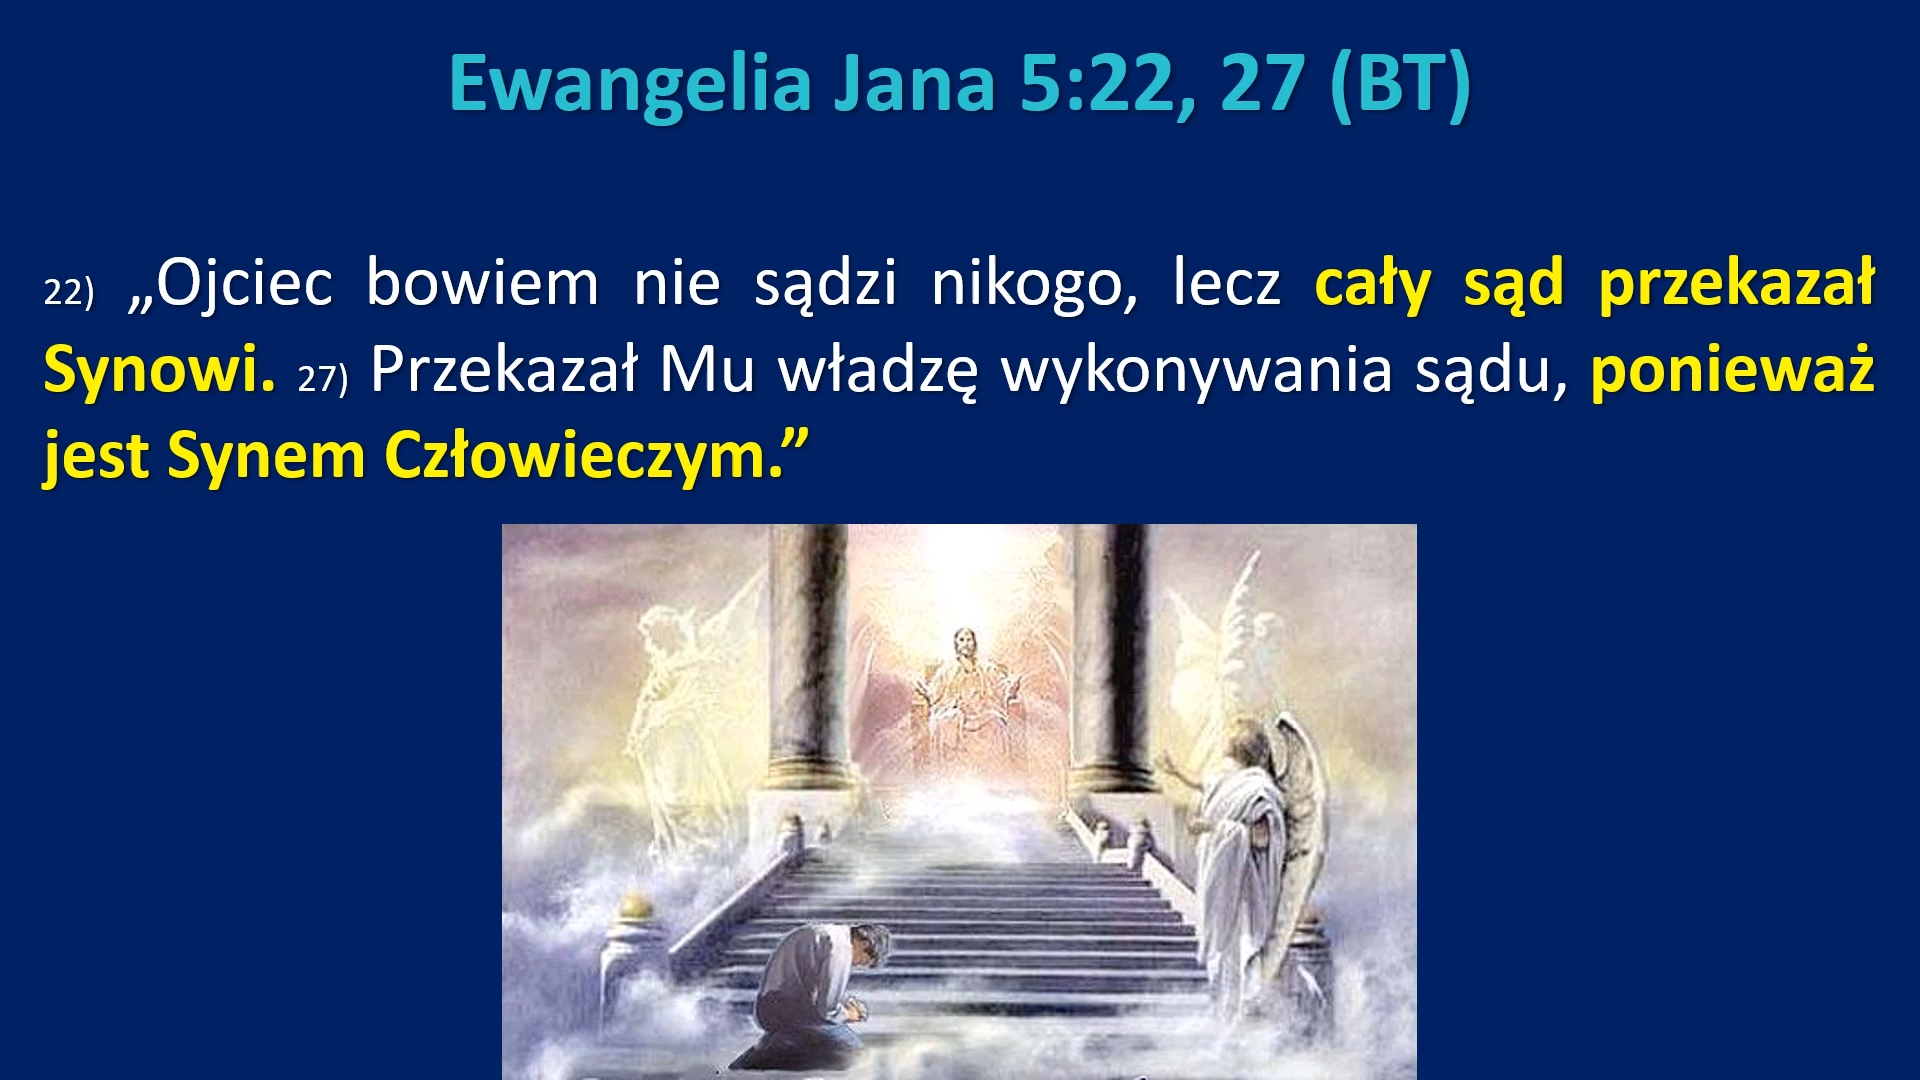 Ewangelia Jana 5:22, 27 (BT)
22) „Ojciec bowiem nie sądzi nikogo, lecz cały sąd przekazał
Synowi. 27) Przekazał Mu władzę wykonywania sądu, ponieważ
jest Synem Człowieczym.”